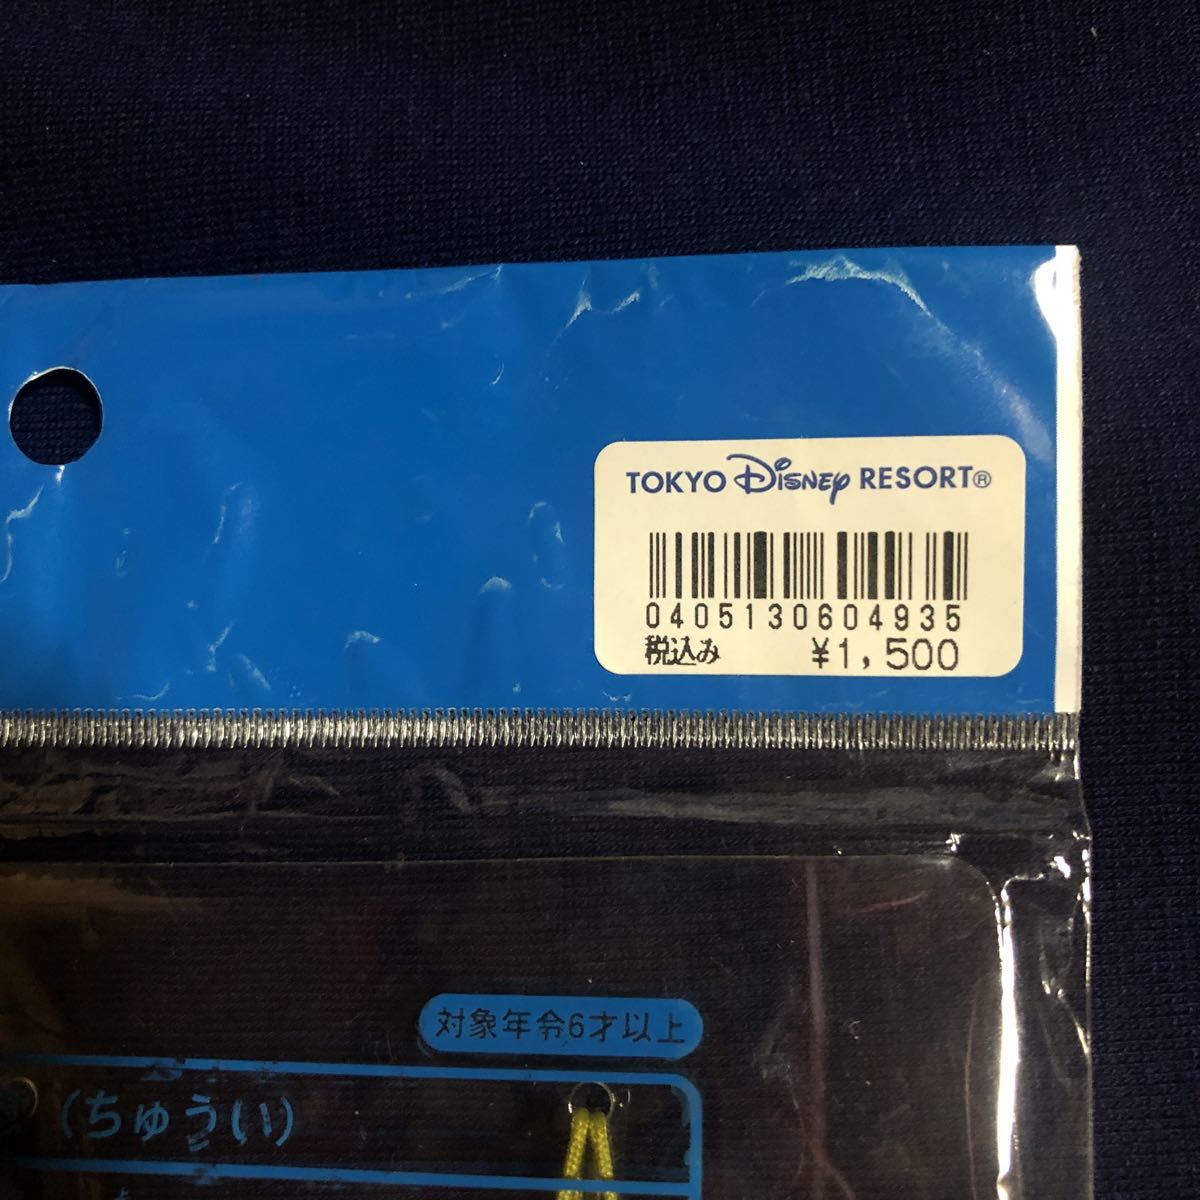 TOKYO Disney RESORT®
0405130604935
税込み ¥1,500
対象年令6才以上
(ちゅうい)